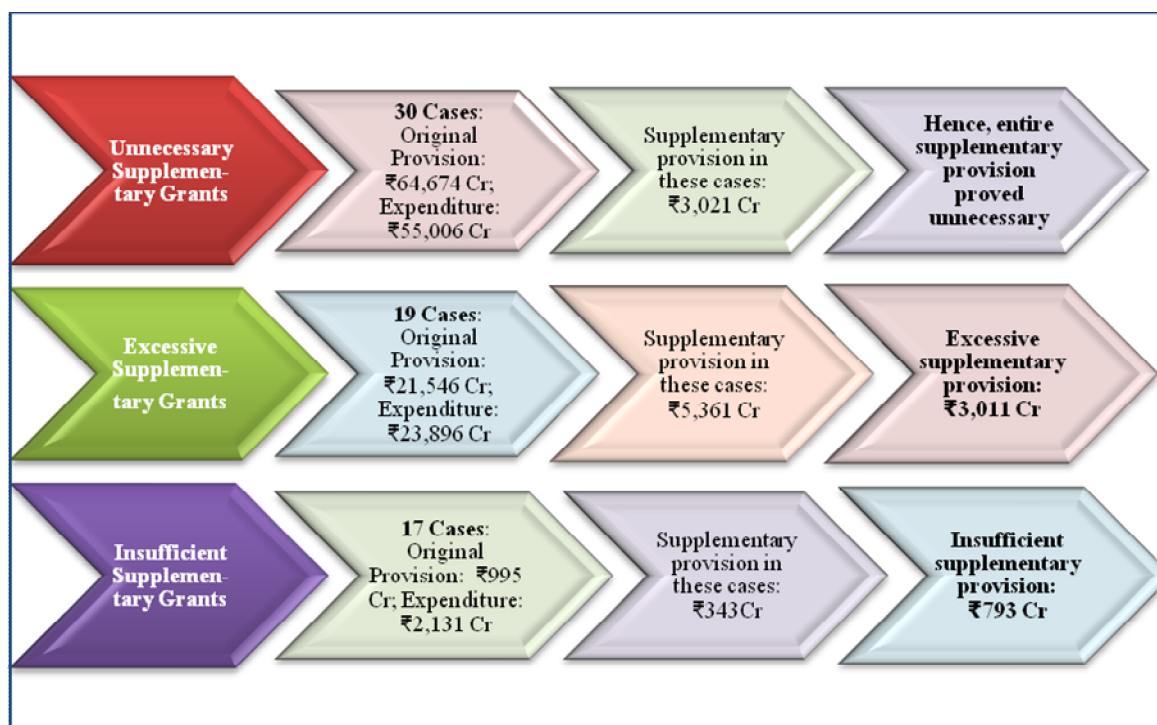 Unnecessary
Supplemen-
tary Grants
30 Cases:
Original
Provision:
₹64,674 Cr;
Expenditure:
₹55,006 Cr
Supplementary
provision in
these cases:
₹3,021 Cr
Hence, entire
supplementary
provision
proved
unnecessary
Excessive
Supplemen-
tary Grants
19 Cases:
Original
Provision:
₹21,546 Cr;
Expenditure:
₹23,896 Cr
Supplementary
provision in
these cases:
₹5,361 Cr
Excessive
supplementary
provision:
₹3,011 Cr
Insufficient
Supplemen-
tary Grants
17 Cases:
Original
Provision: ₹995
Cr; Expenditure:
₹2,131 Cr
Supplementary
provision in
these cases:
₹343Cr
Insufficient
supplementary
provision:
₹793 Cr